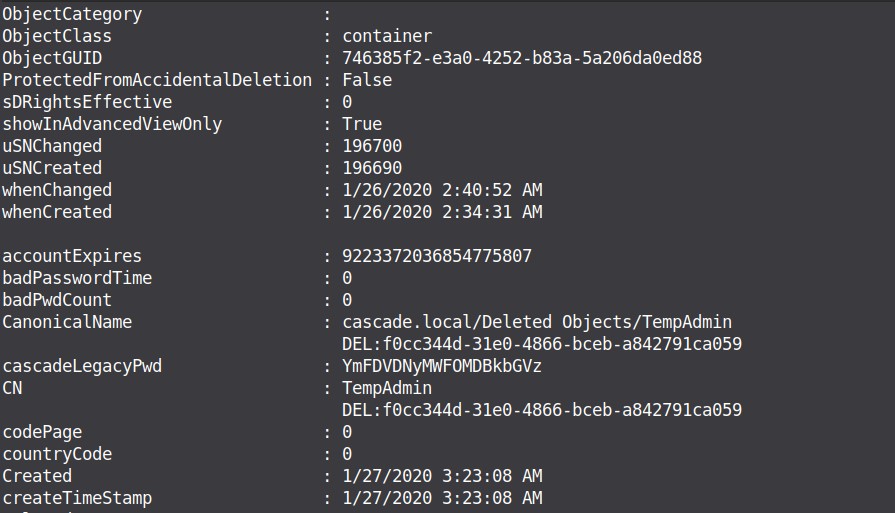 ObjectCategory                  :
ObjectClass                     : container
ObjectGUID                      : 746385f2-e3a0-4252-b83a-5a206da0ed88
ProtectedFromAccidentalDeletion : False
sDRightsEffective               : 0
showInAdvancedViewOnly          : True
uSNChanged                      : 196700
uSNCreated                      : 196690
whenChanged                     : 1/26/2020 2:40:52 AM
whenCreated                     : 1/26/2020 2:34:31 AM

accountExpires                  : 9223372036854775807
badPasswordTime                 : 0
badPwdCount                     : 0
CanonicalName                   : cascade.local/Deleted Objects/TempAdmin
                                  DEL:f0cc344d-31e0-4866-bceb-a842791ca059
cascadeLegacyPwd                : YmFDVDNyMWFOMDBkbGVz
CN                              : TempAdmin
                                  DEL:f0cc344d-31e0-4866-bceb-a842791ca059
codePage                        : 0
countryCode                     : 0
Created                         : 1/27/2020 3:23:08 AM
createTimeStamp                 : 1/27/2020 3:23:08 AM